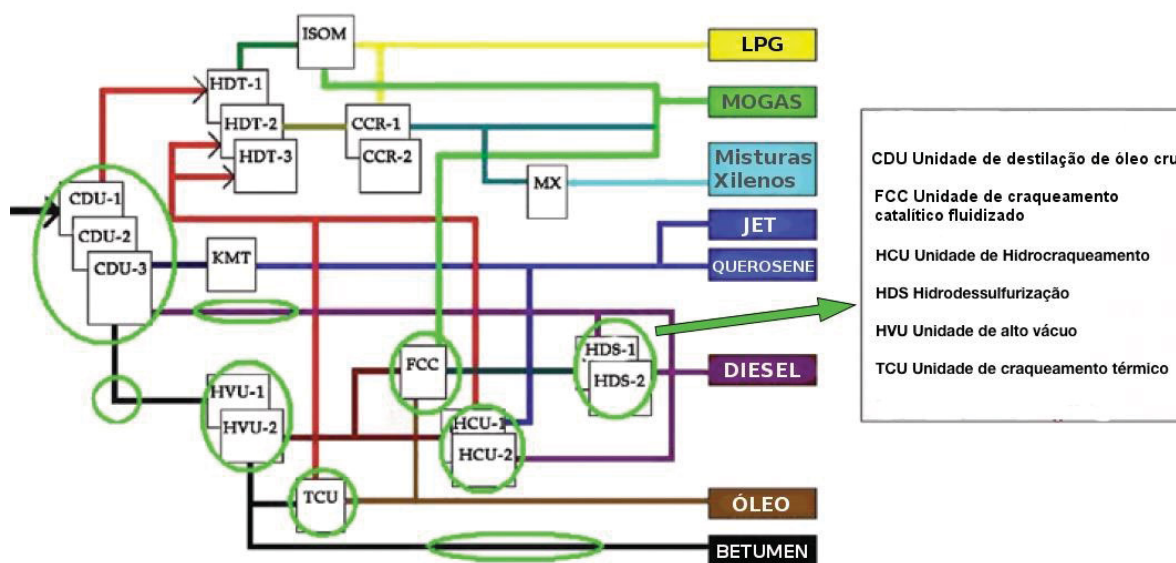 ISOM
LPG
HDT-1
MOGAS
HDT-2
CCR-1
HDT-3
CCR-2
Misturas
Xilenos
MX
CDU-1
CDU-2
CDU-3
KMT
JET
QUEROSENE
HDS-1
FCC
HDS-2
DIESEL
HVU-1
HVU-2
HCU-1
HCU-2
TCU
ÓLEO
BETUMEN
CDU Unidade de destilação de óleo cru
FCC Unidade de craqueamento
catalítico fluidizado
HCU Unidade de Hidrocraqueamento
HDS Hidrodessulfurização
HVU Unidade de alto vácuo
TCU Unidade de craqueamento térmico